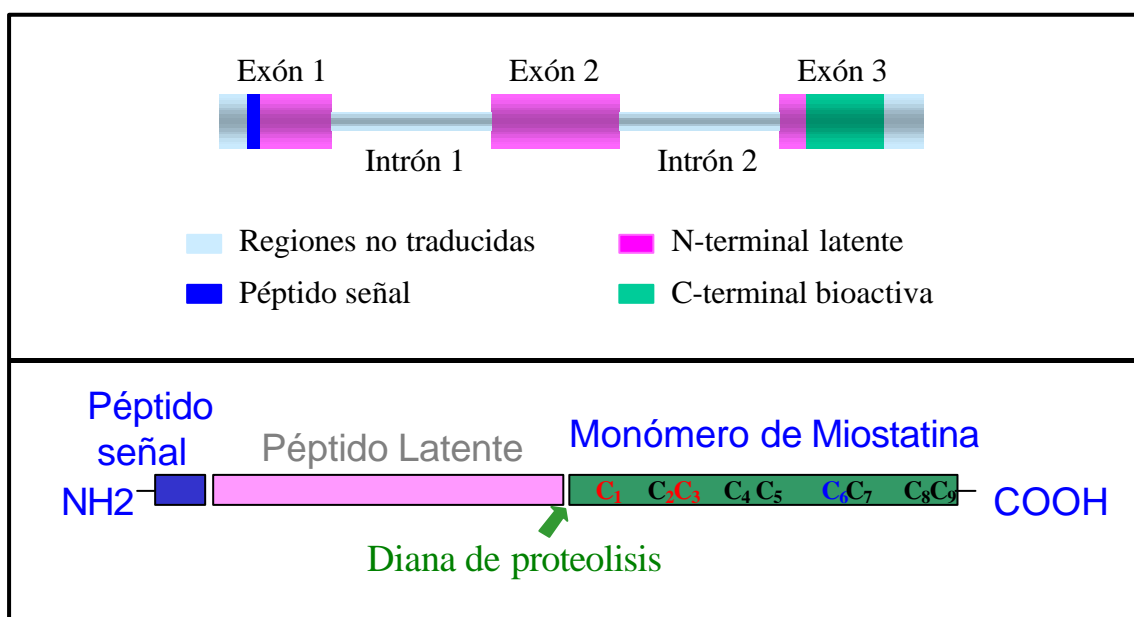 Exón 1 Exón 2 Exón 3
Intrón 1 Intrón 2
Regiones no traducidas N-terminal latente
Péptido señal C-terminal bioactiva
Péptido
señal
Péptido Latente Monómero de Miostatina
NH2 C1 C2C3 C4 C5 C6C7 C8C9 COOH
Diana de proteolisis